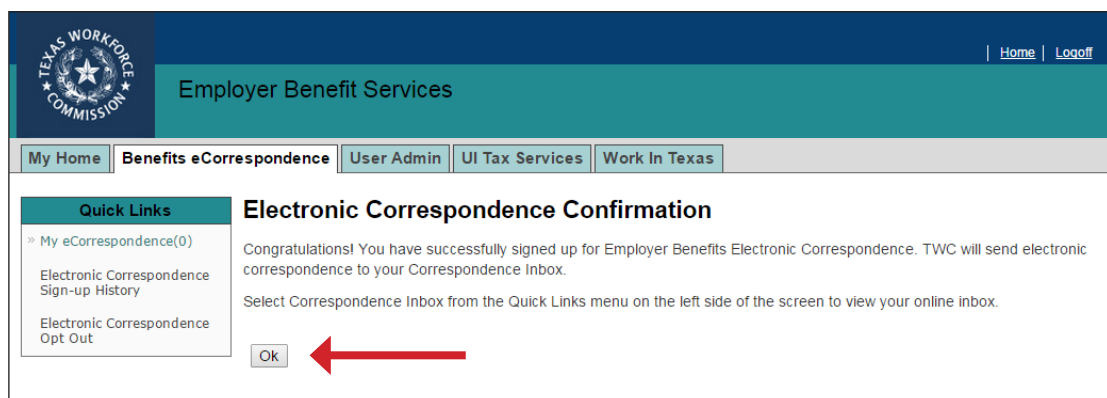 TEXAS WORKFORCE COMMISSION
| Home | Logoff
Employer Benefit Services
My Home Benefits eCorrespondence User Admin UI Tax Services Work In Texas
Quick Links
» My eCorrespondence(0)
Electronic Correspondence
Sign-up History
Electronic Correspondence
Opt Out
Electronic Correspondence Confirmation
Congratulations! You have successfully signed up for Employer Benefits Electronic Correspondence. TWC will send electronic
correspondence to your Correspondence Inbox.
Select Correspondence Inbox from the Quick Links menu on the left side of the screen to view your online inbox.
Ok